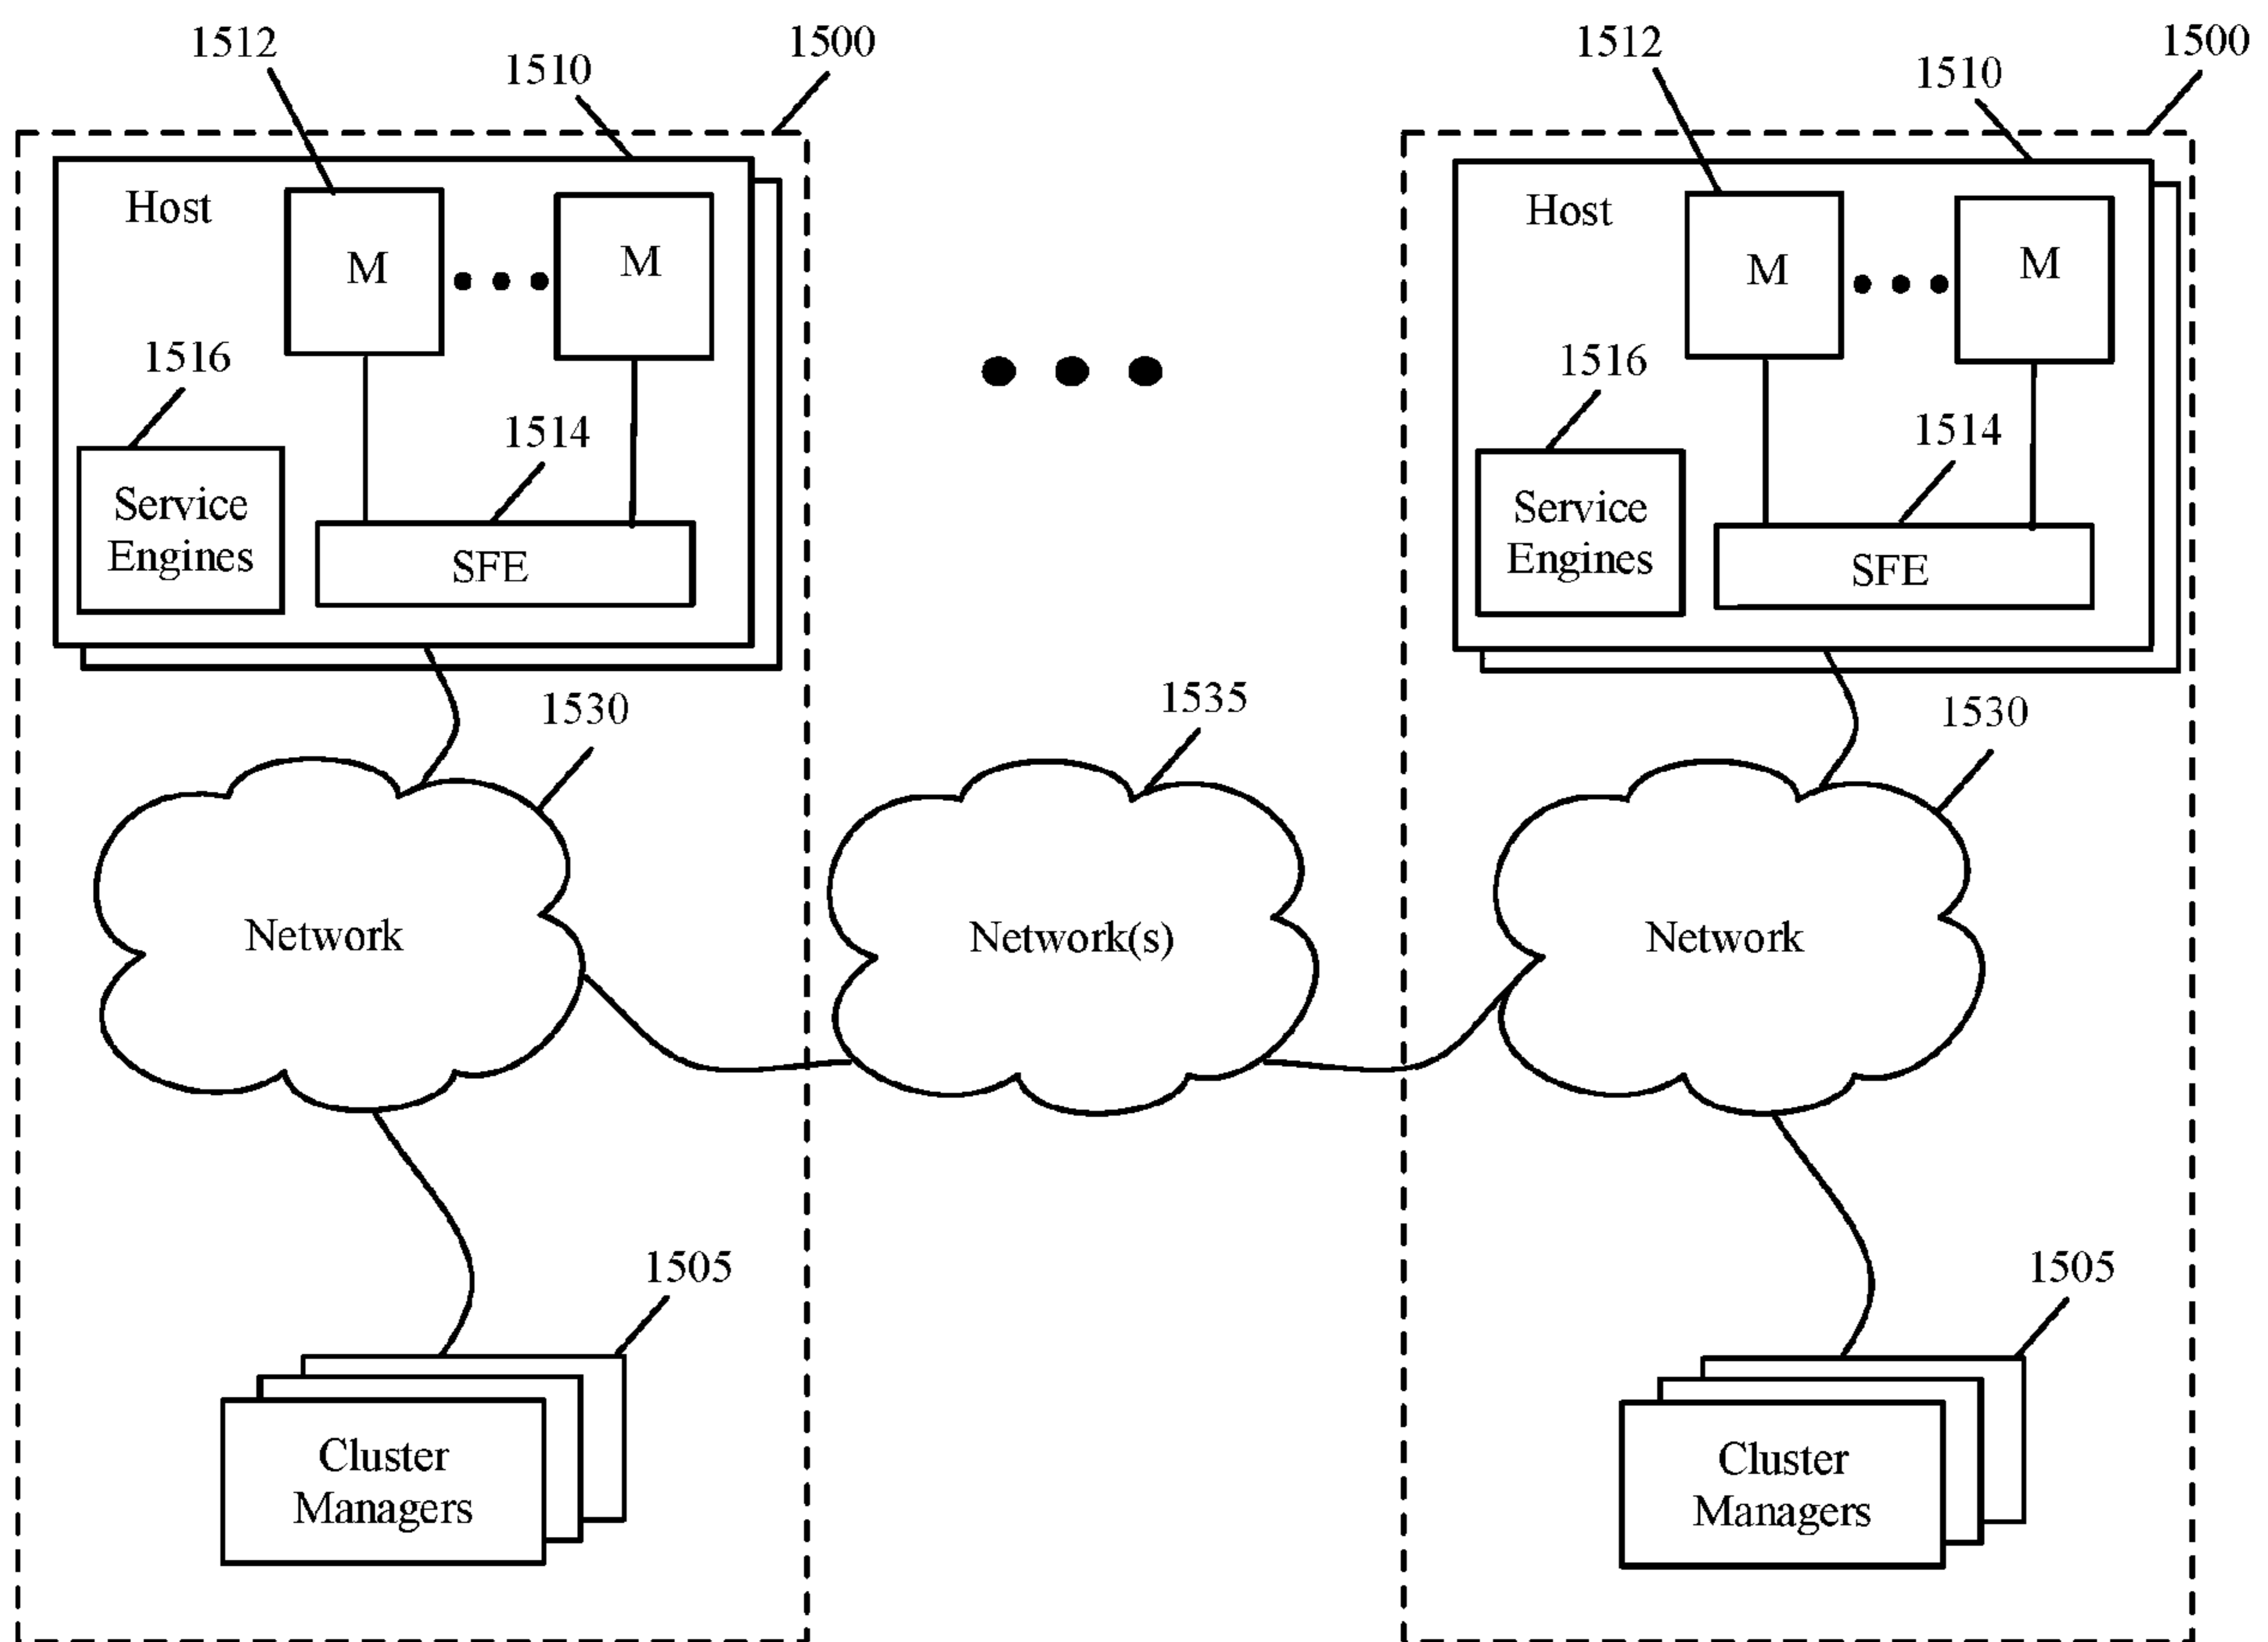 1512
1510
1500
1512
1510
1500
Host
M
M
1516
1514
Service
Engines
SFE
Host
M
M
1516
1514
Service
Engines
SFE
1530
1535
1530
Network
Network(s)
Network
1505
1505
Cluster
Managers
Cluster
Managers